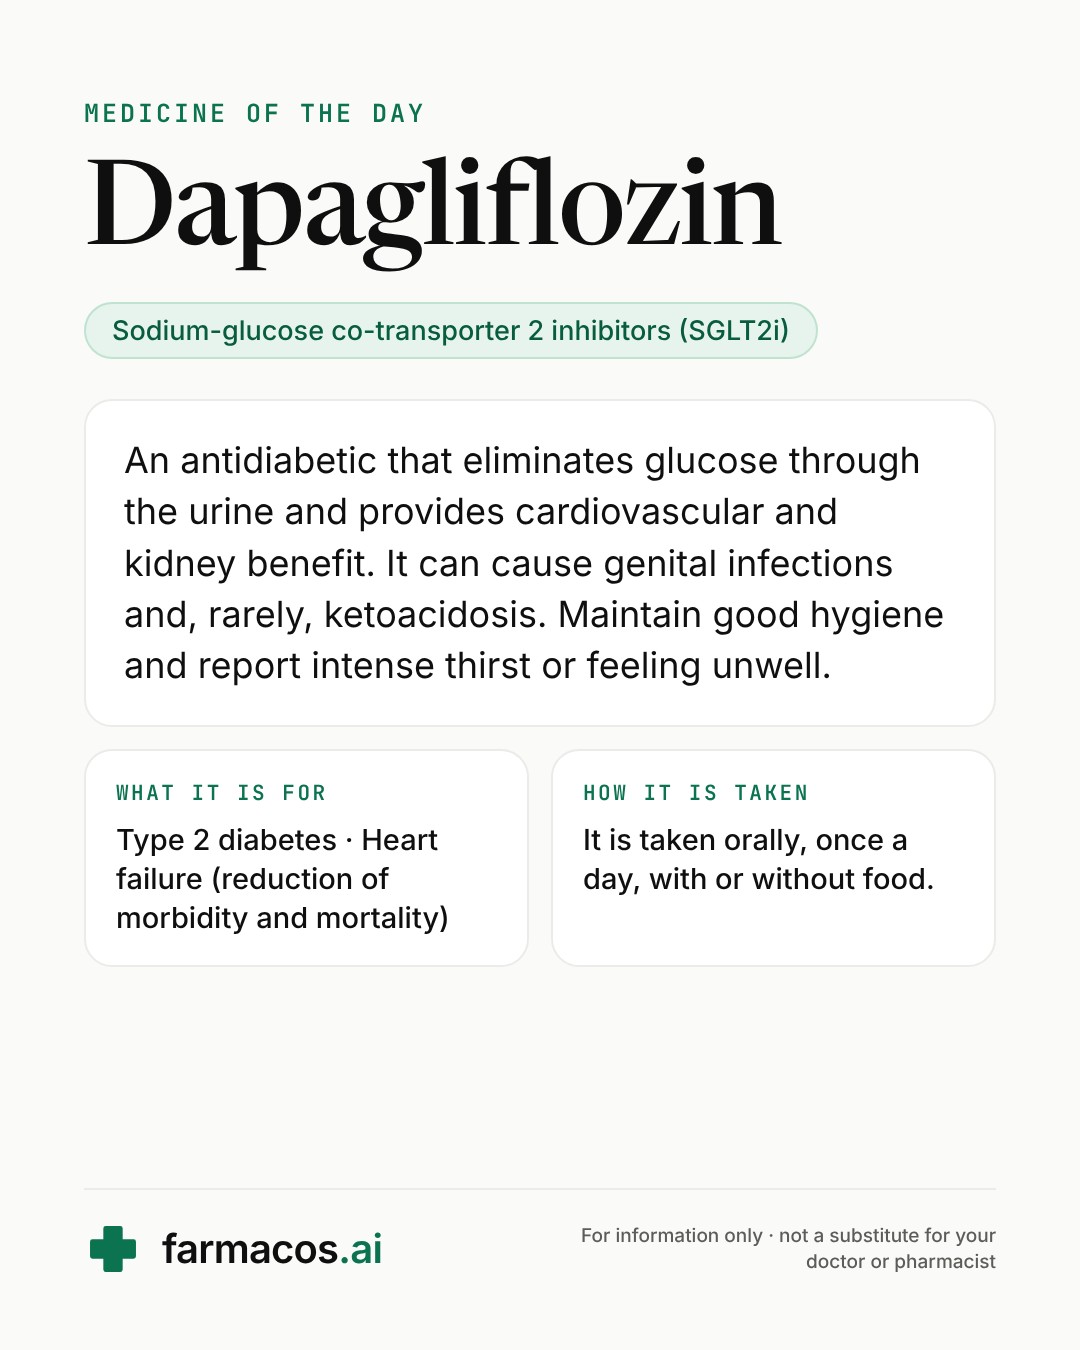 MEDICINE OF THE DAY
Dapagliflozin
Sodium-glucose co-transporter 2 inhibitors (SGLT2i)
An antidiabetic that eliminates glucose through
the urine and provides cardiovascular and
kidney benefit. It can cause genital infections
and, rarely, ketoacidosis. Maintain good hygiene
and report intense thirst or feeling unwell.
WHAT IT IS FOR
Type 2 diabetes · Heart
failure (reduction of
morbidity and mortality)
HOW IT IS TAKEN
It is taken orally, once a
day, with or without food.
farmacos.ai
For information only · not a substitute for your
doctor or pharmacist